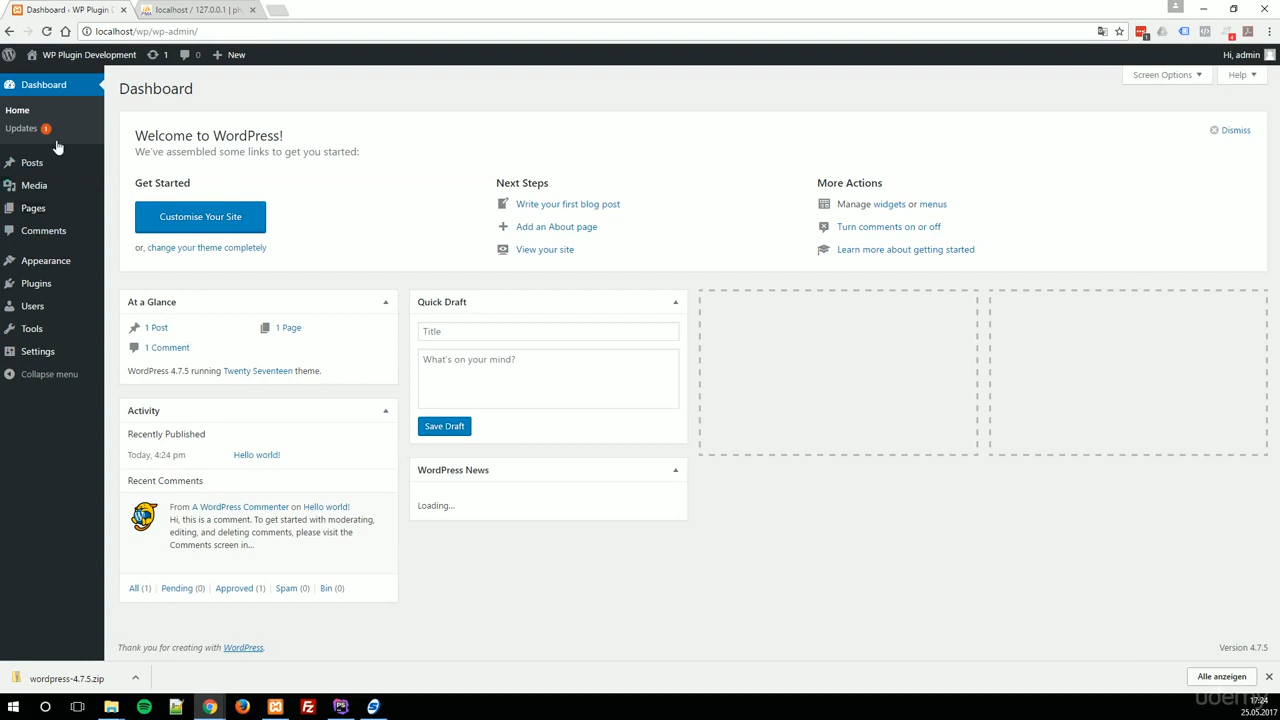 Dashboard ‹ WP Plugin D
localhost / 127.0.0.1 | ph
localhost/wp/wp-admin/
WP Plugin Development
1
0
New
Hi, admin
Dashboard
Home
Updates 1
Posts
Media
Pages
Comments
Appearance
Plugins
Users
Tools
Settings
Collapse menu
Dashboard
Screen Options
Help
Welcome to WordPress!
We've assembled some links to get you started:
Dismiss
Get Started
Customise Your Site
or, change your theme completely
Next Steps
Write your first blog post
Add an About page
View your site
More Actions
Manage widgets or menus
Turn comments on or off
Learn more about getting started
At a Glance
1 Post
1 Page
1 Comment
WordPress 4.7.5 running Twenty Seventeen theme.
Activity
Recently Published
Today, 4:24 pm
Hello world!
Recent Comments
From A WordPress Commenter on Hello world!
Hi, this is a comment. To get started with moderating,
editing, and deleting comments, please visit the
Comments screen in...
All (1) | Pending (0) | Approved (1) | Spam (0) | Bin (0)
Quick Draft
Title
What's on your mind?
Save Draft
WordPress News
Loading...
Thank you for creating with WordPress.
Version 4.7.5
wordpress-4.7.5.zip
Alle anzeigen
udemy
17:24
25.05.2017